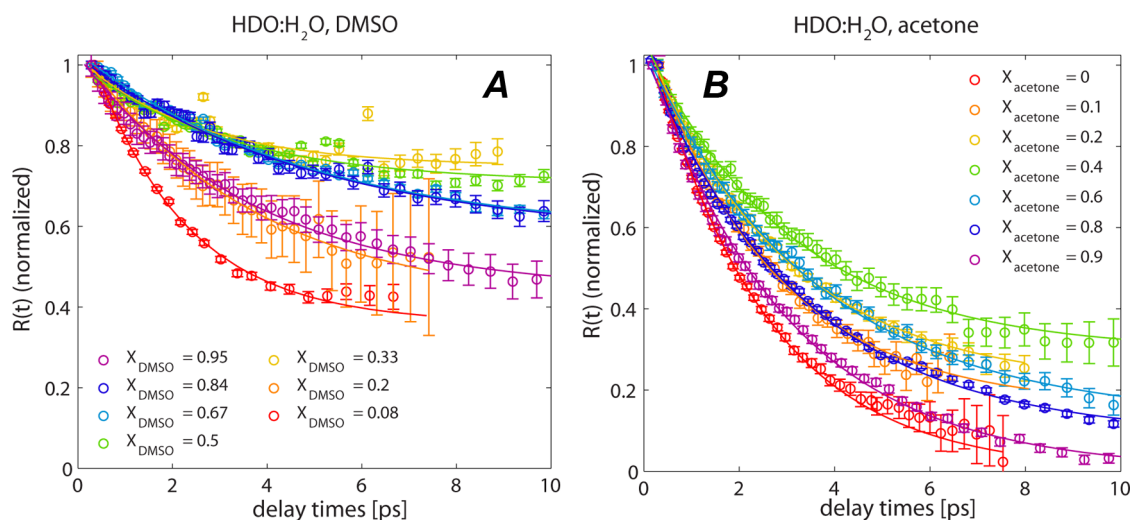 HDO:H₂O, DMSO
A
R(t) (normalized)
1
0.8
0.6
0.4
0.2
0
X_DMSO = 0.95
X_DMSO = 0.84
X_DMSO = 0.67
X_DMSO = 0.5
X_DMSO = 0.33
X_DMSO = 0.2
X_DMSO = 0.08
2
4
6
8
10
delay times [ps]
HDO:H₂O, acetone
B
R(t) (normalized)
1
0.8
0.6
0.4
0.2
0
X_acetone = 0
X_acetone = 0.1
X_acetone = 0.2
X_acetone = 0.4
X_acetone = 0.6
X_acetone = 0.8
X_acetone = 0.9
0
2
4
6
8
10
delay times [ps]